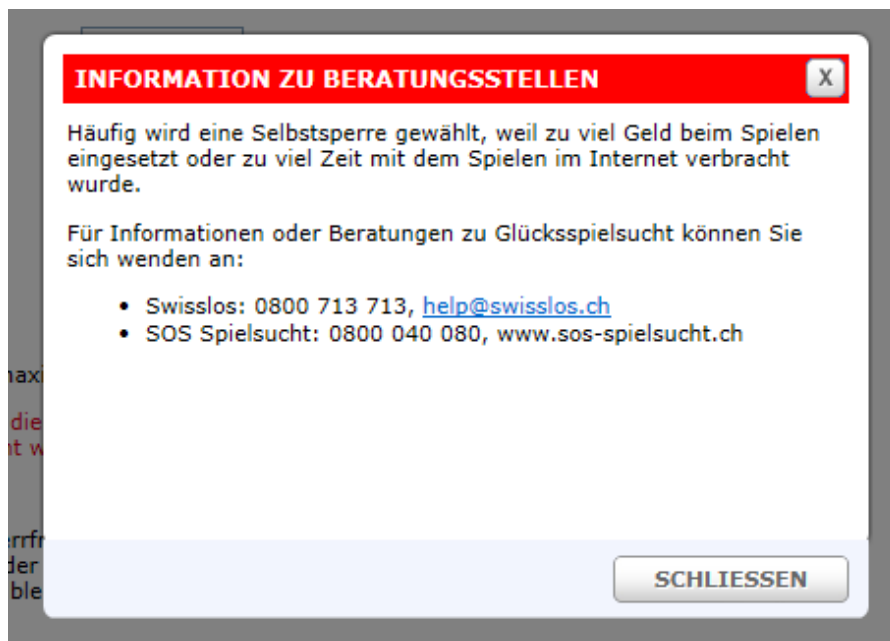 INFORMATION ZU BERATUNGSSTELLEN
X
Häufig wird eine Selbstsperre gewählt, weil zu viel Geld beim Spielen
eingesetzt oder zu viel Zeit mit dem Spielen im Internet verbracht
wurde.
Für Informationen oder Beratungen zu Glücksspielsucht können Sie
sich wenden an:
• Swisslos: 0800 713 713, help@swisslos.ch
• SOS Spielsucht: 0800 040 080, www.sos-spielsucht.ch
die
SCHLIESSEN